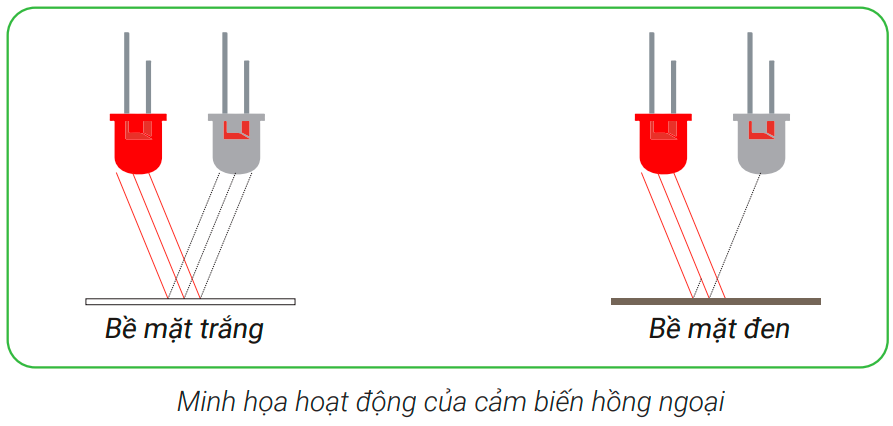 Bề mặt trắng
Bề mặt đen
Minh họa hoạt động của cảm biến hồng ngoại